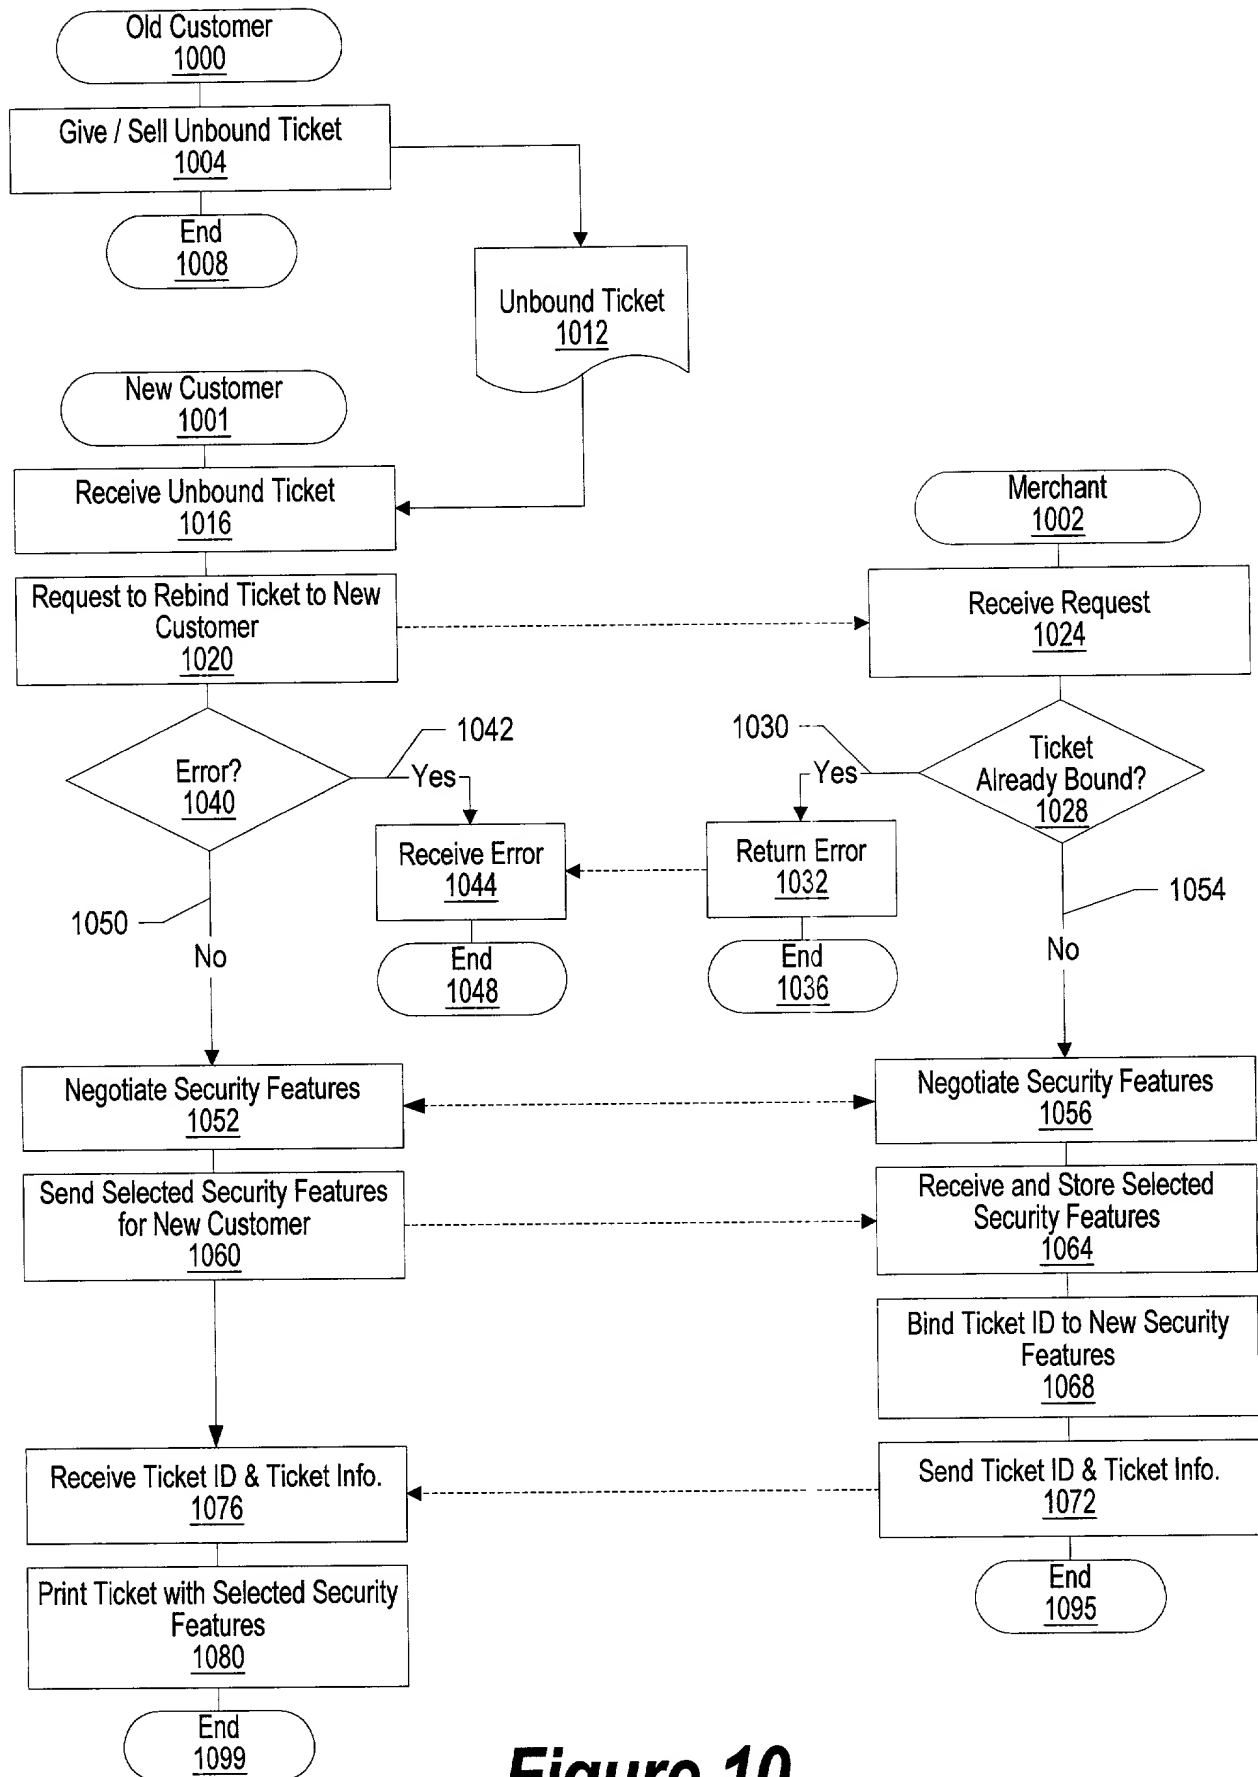 Old Customer
1000
Give / Sell Unbound Ticket
1004
End
1008
Unbound Ticket
1012
New Customer
1001
Receive Unbound Ticket
1016
Merchant
1002
Request to Rebind Ticket to New
Customer
1020
Receive Request
1024
1042
1030
Error?
1040
Yes
Yes
Ticket
Already Bound?
1028
Receive Error
1044
Return Error
1032
1050
1054
No
No
End
1048
End
1036
Negotiate Security Features
1052
Negotiate Security Features
1056
Send Selected Security Features
for New Customer
1060
Receive and Store Selected
Security Features
1064
Bind Ticket ID to New Security
Features
1068
Receive Ticket ID & Ticket Info.
1076
Send Ticket ID & Ticket Info.
1072
Print Ticket with Selected Security
Features
1080
End
1095
End
1099
Figure 10